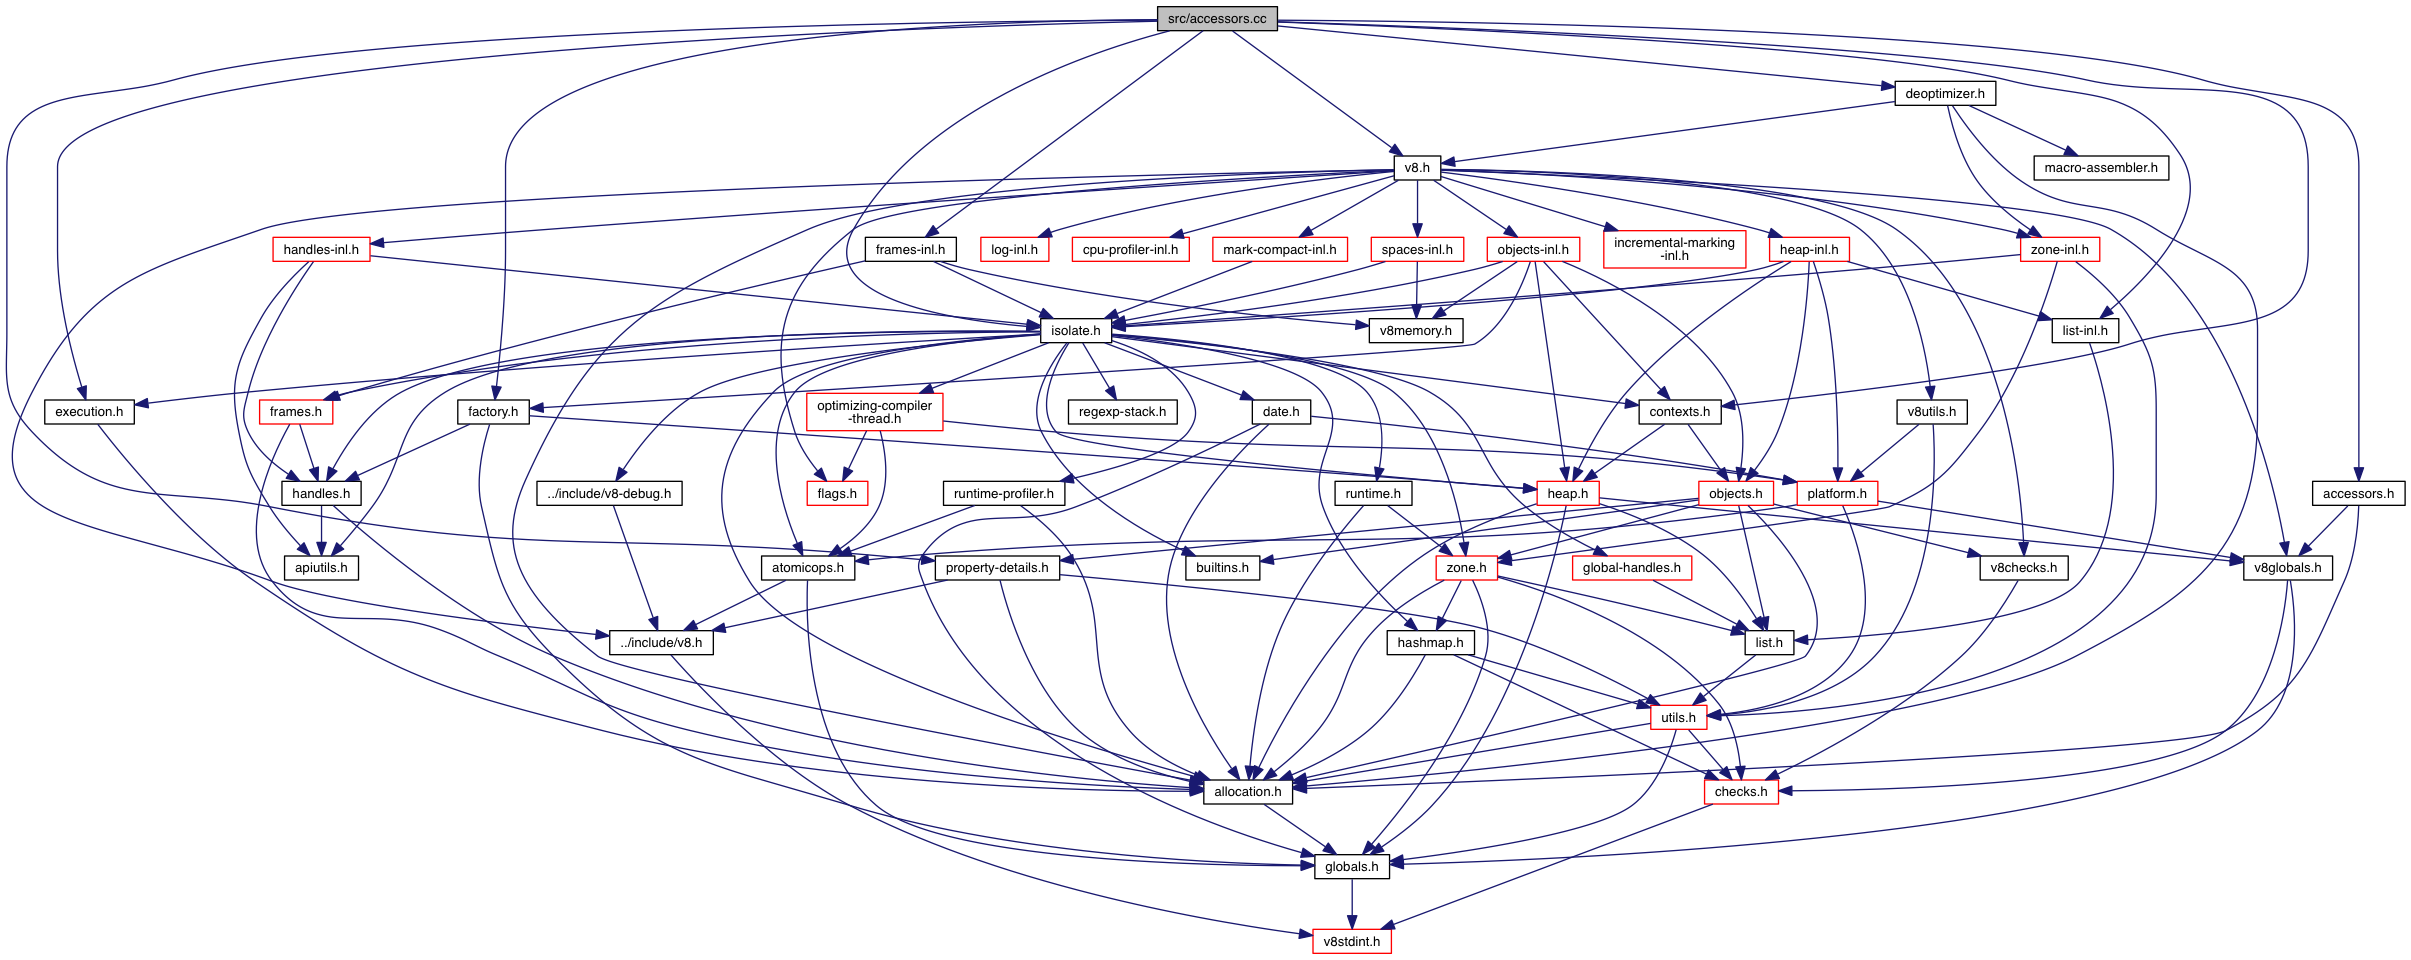 src/accessors.cc
deoptimizer.h
v8.h
macro-assembler.h
handles-inl.h
frames-inl.h
log-inl.h
cpu-profiler-inl.h
mark-compact-inl.h
spaces-inl.h
objects-inl.h
incremental-marking
-inl.h
heap-inl.h
zone-inl.h
isolate.h
v8memory.h
list-inl.h
execution.h
frames.h
factory.h
optimizing-compiler
-thread.h
regexp-stack.h
date.h
contexts.h
v8utils.h
handles.h
../include/v8-debug.h
flags.h
runtime-profiler.h
runtime.h
heap.h
objects.h
platform.h
accessors.h
apiutils.h
atomicops.h
property-details.h
builtins.h
zone.h
global-handles.h
v8checks.h
v8globals.h
../include/v8.h
hashmap.h
list.h
utils.h
allocation.h
checks.h
globals.h
v8stdint.h